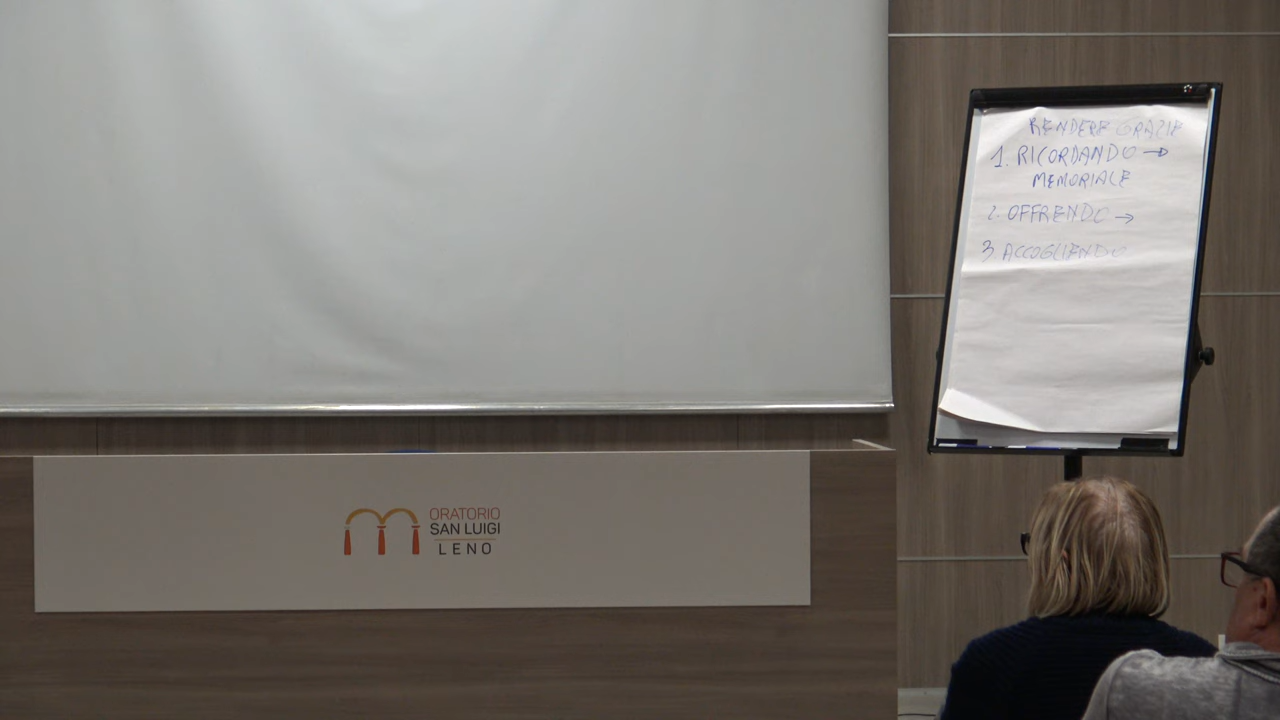 RENDERE GRAZIE
1. RICORDANDO →
MEMORIALE
2. OFFRENDO →
3 ACCOGLIENDO
ORATORIO
SAN LUIGI
LENO